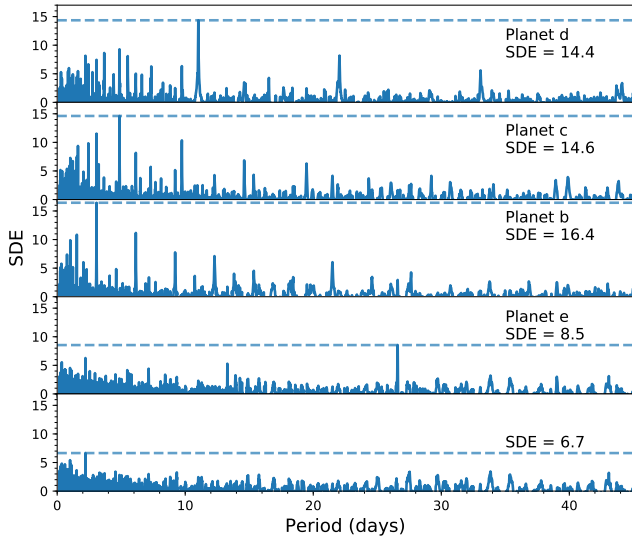 15
10
5
0
Planet d
SDE = 14.4
15
10
5
0
Planet c
SDE = 14.6
15
10
5
0
Planet b
SDE = 16.4
SDE
15
10
5
0
Planet e
SDE = 8.5
15
10
5
0
SDE = 6.7
0 10 20 30 40
Period (days)